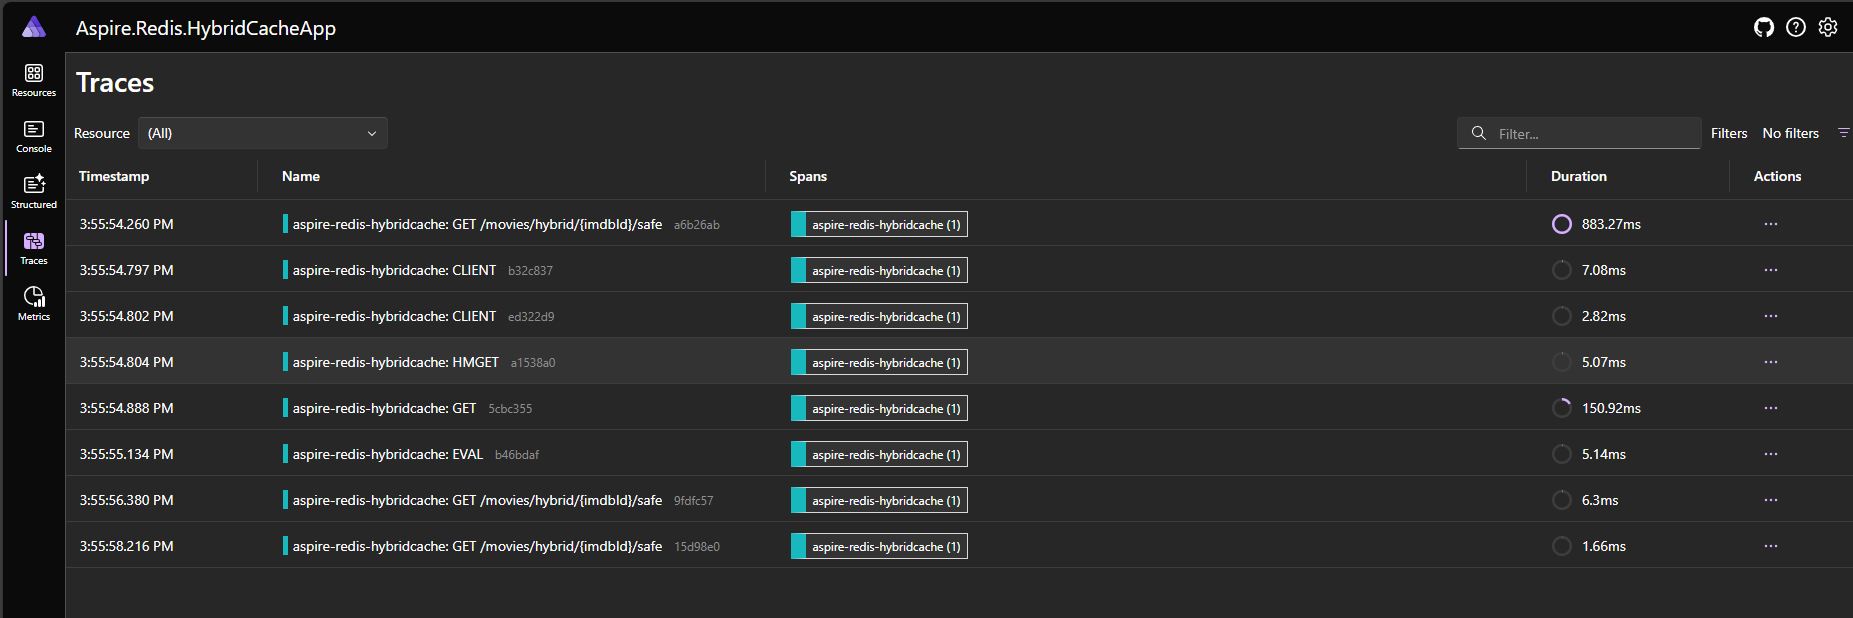 Aspire.Redis.HybridCacheApp
Resources
Console
Structured
Traces
Metrics
Traces
Resource (All) Filter... Filters No filters
Timestamp Name Spans Duration Actions
3:55:54.260 PM aspire-redis-hybridcache: GET /movies/hybrid/{imdbId}/safe a6b26ab aspire-redis-hybridcache (1) 883.27ms ...
3:55:54.797 PM aspire-redis-hybridcache: CLIENT b32c837 aspire-redis-hybridcache (1) 7.08ms ...
3:55:54.802 PM aspire-redis-hybridcache: CLIENT ed322d9 aspire-redis-hybridcache (1) 2.82ms ...
3:55:54.804 PM aspire-redis-hybridcache: HMGET a1538a0 aspire-redis-hybridcache (1) 5.07ms ...
3:55:54.888 PM aspire-redis-hybridcache: GET 5cbc355 aspire-redis-hybridcache (1) 150.92ms ...
3:55:55.134 PM aspire-redis-hybridcache: EVAL b46bdaf aspire-redis-hybridcache (1) 5.14ms ...
3:55:56.380 PM aspire-redis-hybridcache: GET /movies/hybrid/{imdbId}/safe 9fdfc57 aspire-redis-hybridcache (1) 6.3ms ...
3:55:58.216 PM aspire-redis-hybridcache: GET /movies/hybrid/{imdbId}/safe 15d98e0 aspire-redis-hybridcache (1) 1.66ms ...